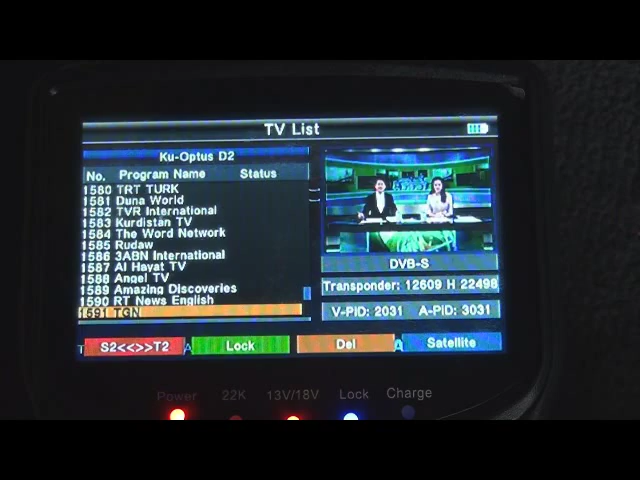 TV List
Ku-Optus D2
No. Program Name Status
1580 TRT TURK
1581 Duna World
1582 TVR International
1583 Kurdistan TV
1584 The Word Network
1585 Rudaw
1586 3ABN International
1587 Al Hayat TV
1588 Angel TV
1589 Amazing Discoveries
1590 RT News English
1591 TGN
DVB-S
Transponder: 12609 H 22498
V-PID: 2031 A-PID: 3031
S2<<>>T2 Lock Del Satellite
Power 22K 13V/18V Lock Charge